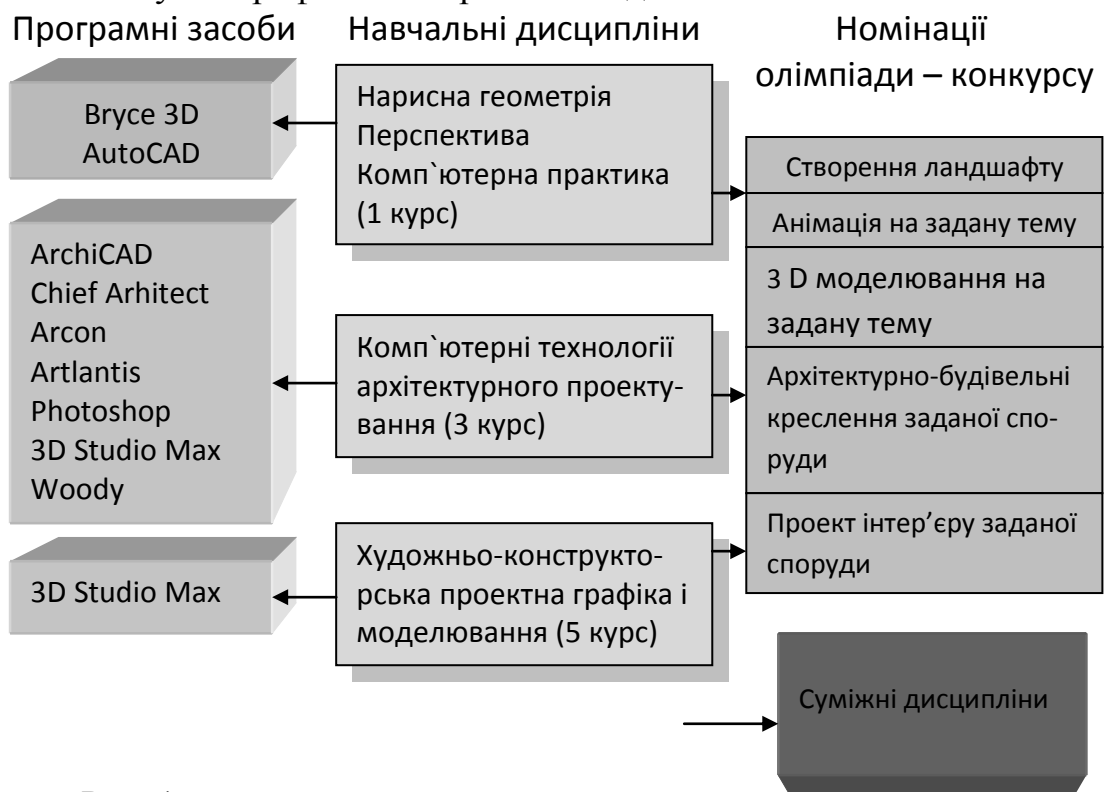 Програмні засоби
Навчальні дисципліни
Номінації
олімпіади – конкурсу
Bryce 3D
AutoCAD
ArchiCAD
Chief Arhitect
Arcon
Artlantis
Photoshop
3D Studio Max
Woody
3D Studio Max
Нарисна геометрія
Перспектива
Комп`ютерна практика
(1 курс)
Комп`ютерні технології
архітектурного проекту-
вання (3 курс)
Художньо-конструкто-
рська проектна графіка і
моделювання (5 курс)
Створення ландшафту
Анімація на задану тему
3 D моделювання на
задану тему
Архітектурно-будівельні
креслення заданої спо-
руди
Проект інтер’єру заданої
споруди
Суміжні дисципліни